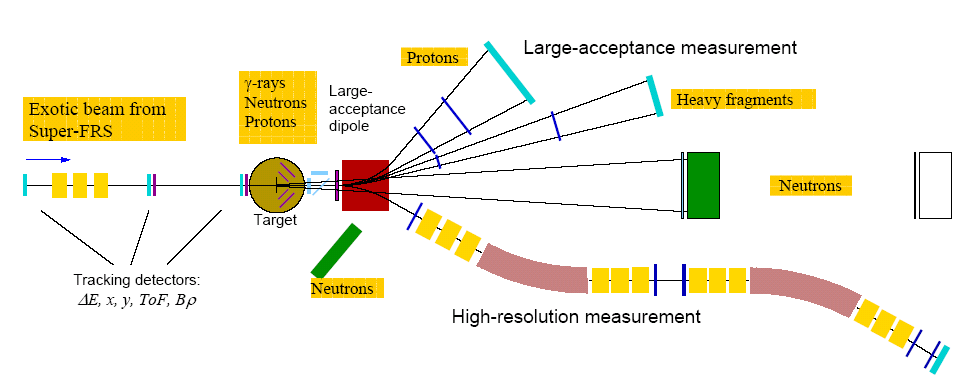 Large-acceptance measurement
Protons
γ-rays
Neutrons
Protons
Large-
acceptance
dipole
Heavy fragments
Exotic beam from
Super-FRS
Neutrons
Target
Tracking detectors:
ΔE, x, y, ToF, Bρ
Neutrons
High-resolution measurement